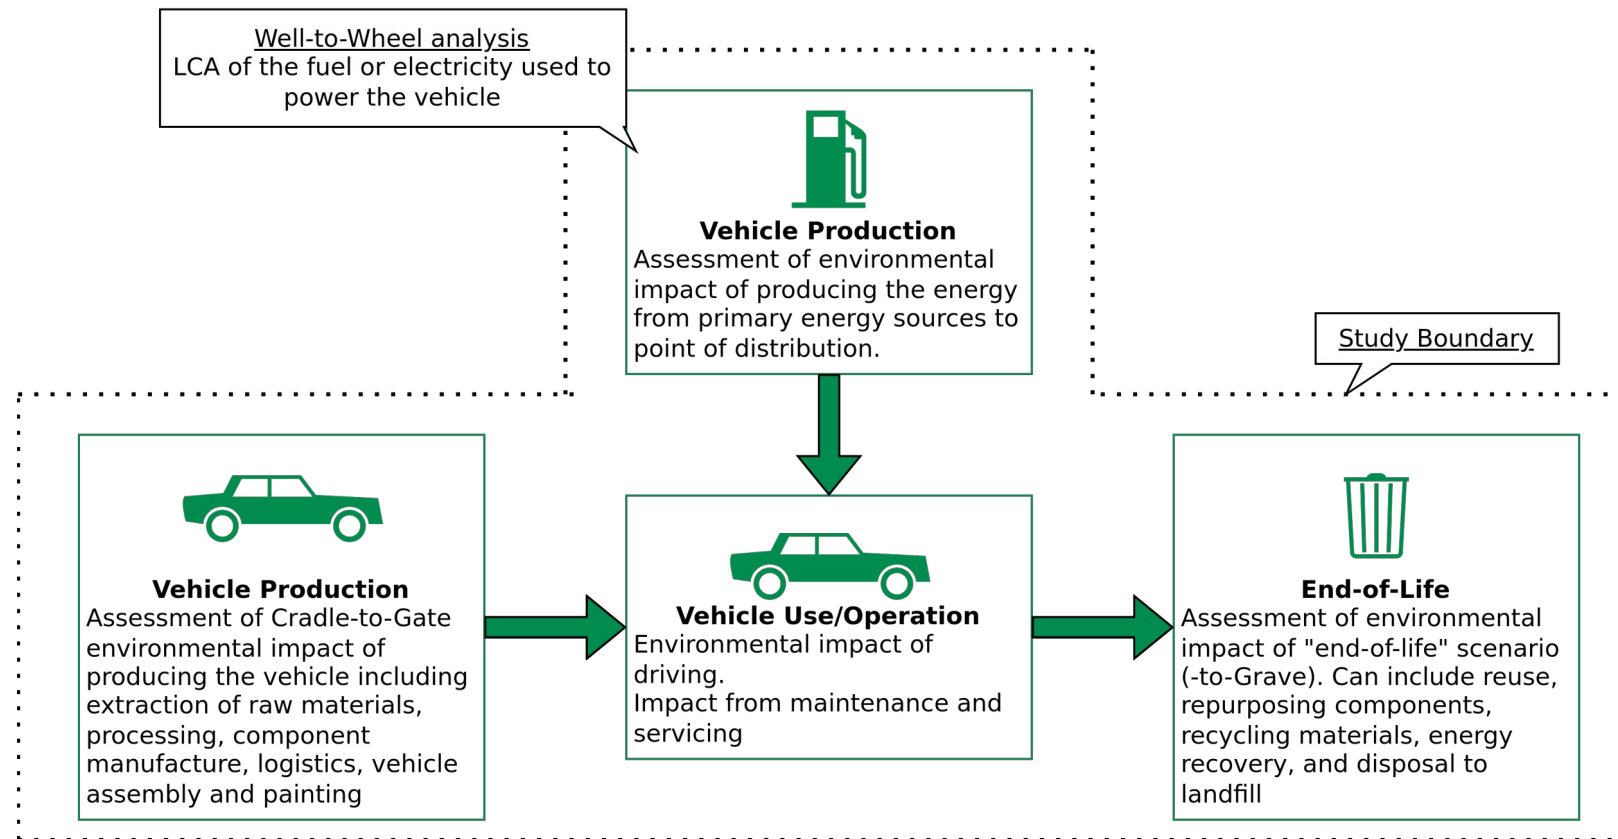 Well-to-Wheel analysis
LCA of the fuel or electricity used to
power the vehicle
Vehicle Production
Assessment of environmental
impact of producing the energy
from primary energy sources to
point of distribution.
Study Boundary
Vehicle Production
Assessment of Cradle-to-Gate
environmental impact of
producing the vehicle including
extraction of raw materials,
processing, component
manufacture, logistics, vehicle
assembly and painting
Vehicle Use/Operation
Environmental impact of
driving.
Impact from maintenance and
servicing
End-of-Life
Assessment of environmental
impact of "end-of-life" scenario
(-to-Grave). Can include reuse,
repurposing components,
recycling materials, energy
recovery, and disposal to
landfill